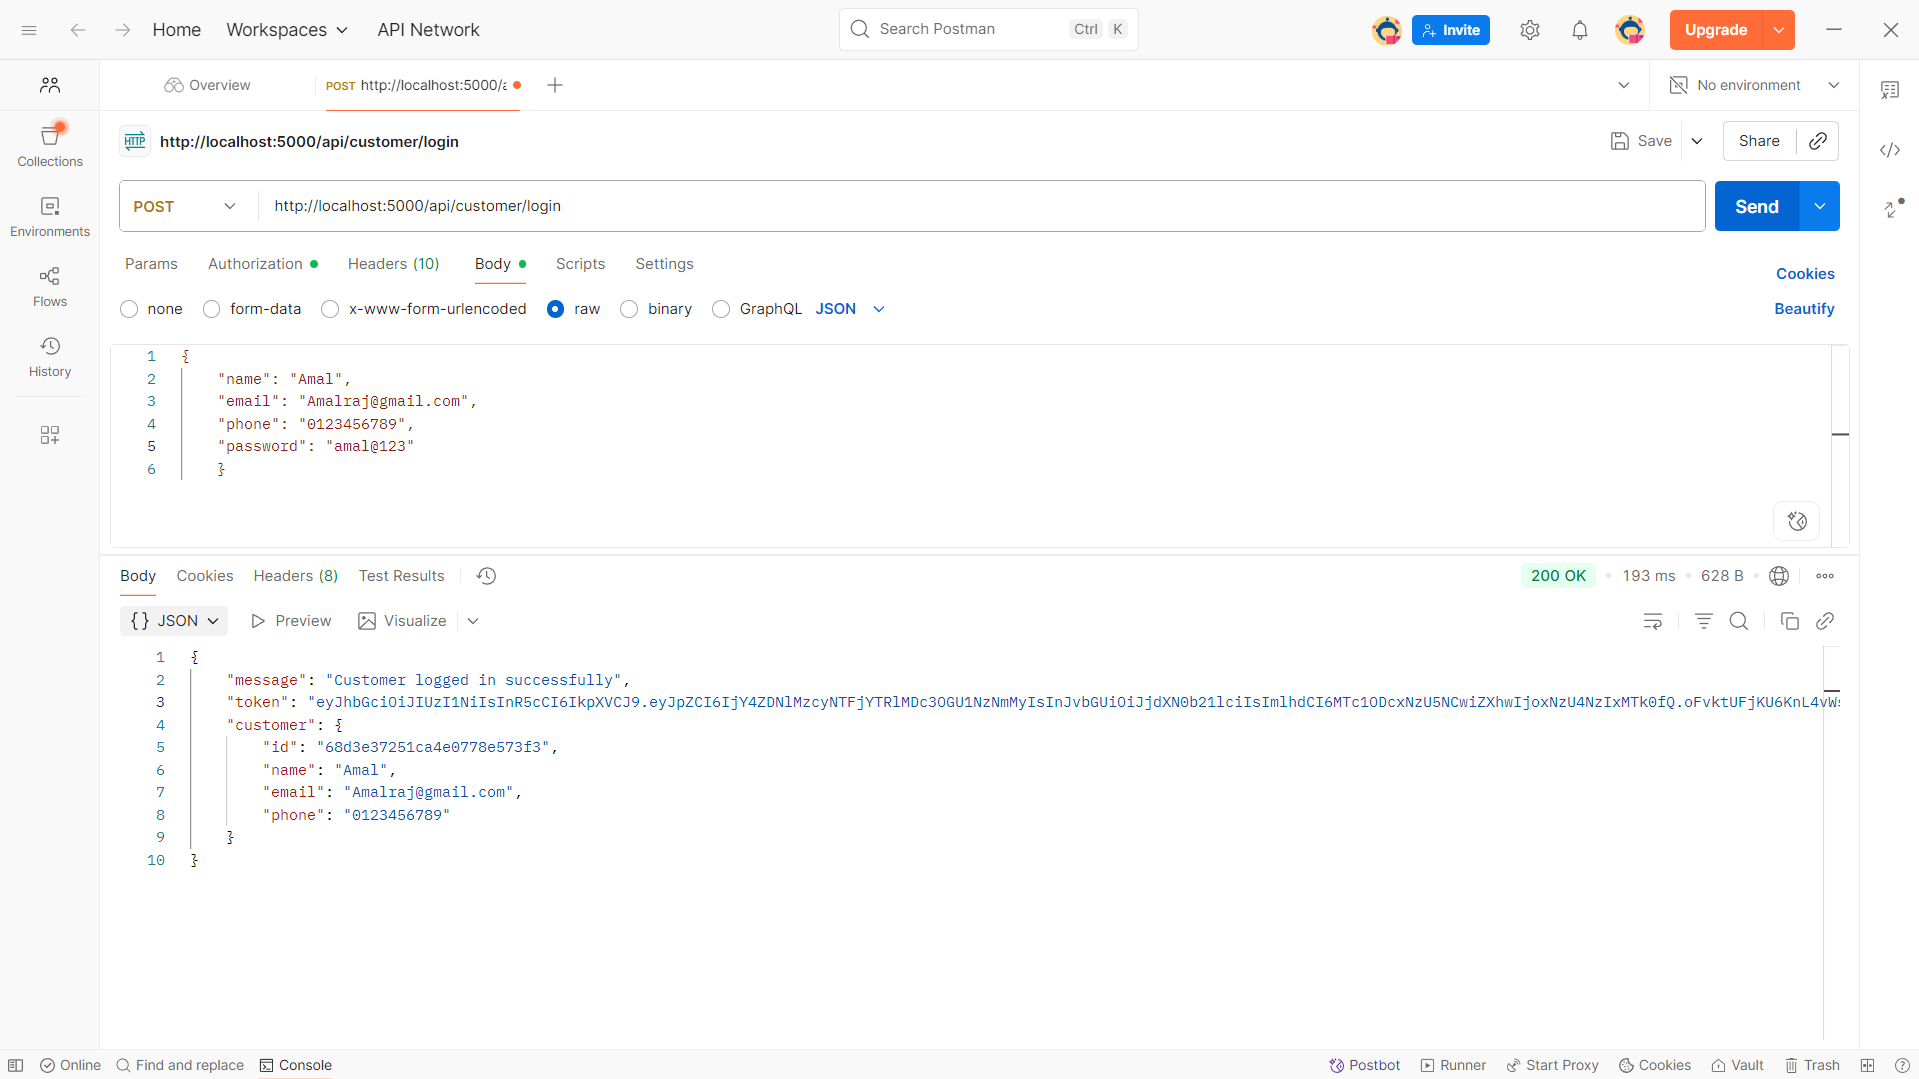 Home Workspaces API Network Search Postman Ctrl K Invite Upgrade
Overview POST http://localhost:5000/a No environment
HTTP http://localhost:5000/api/customer/login Save Share
Collections
Environments
Flows
History
POST http://localhost:5000/api/customer/login Send
Params Authorization Headers (10) Body Scripts Settings Cookies
none form-data x-www-form-urlencoded raw binary GraphQL JSON Beautify
1 {
2 "name": "Amal",
3 "email": "Amalraj@gmail.com",
4 "phone": "0123456789",
5 "password": "amal@123"
6 }
Body Cookies Headers (8) Test Results 200 OK 193 ms 628 B
{} JSON Preview Visualize
1 {
2 "message": "Customer logged in successfully",
3 "token": "eyJhbGciOiJIUzI1NiIsInR5cCI6IkpXVCJ9.eyJpZCI6IjY4ZDNlMzcyNTFjYTRlMDc3OGU1NzNmMyIsInJvbGUiOiJjdXN0b21lciIsImlhdCI6MTc1ODcxNzU5NCwiZXhwIjoxNzU4NzIxMTk0fQ.oFvktUFjKU6KnL4vWs
4 "customer": {
5 "id": "68d3e37251ca4e0778e573f3",
6 "name": "Amal",
7 "email": "Amalraj@gmail.com",
8 "phone": "0123456789"
9 }
10 }
Online Find and replace Console Postbot Runner Start Proxy Cookies Vault Trash